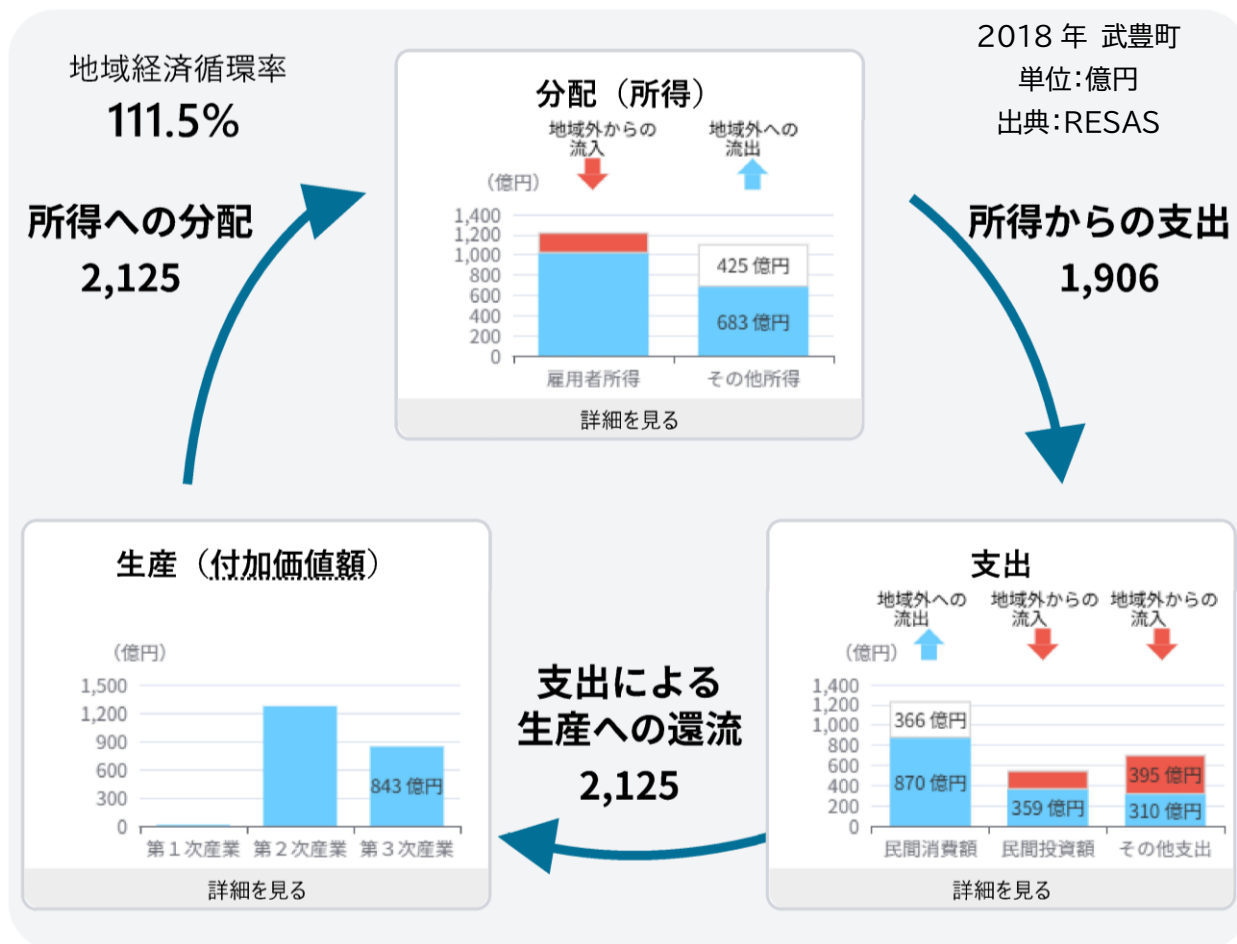 地域経済循環率
111.5%
2018 年 武豊町
単位:億円
出典:RESAS
所得への分配
2,125
分配（所得）
地域外からの
流入
地域外への
流出
（億円）
1,400
1,200
1,000
800
600
400
200
0
425 億円
683 億円
雇用者所得
その他所得
詳細を見る
所得からの支出
1,906
生産（付加価値額）
（億円）
1,500
1,200
900
600
300
0
843 億円
第1次産業
第2次産業
第3次産業
詳細を見る
支出による
生産への還流
2,125
支出
地域外への
流出
地域外からの
流入
地域外からの
流入
（億円）
1,400
1,200
1,000
800
600
400
200
0
366 億円
870 億円
359 億円
395 億円
310 億円
民間消費額
民間投資額
その他支出
詳細を見る